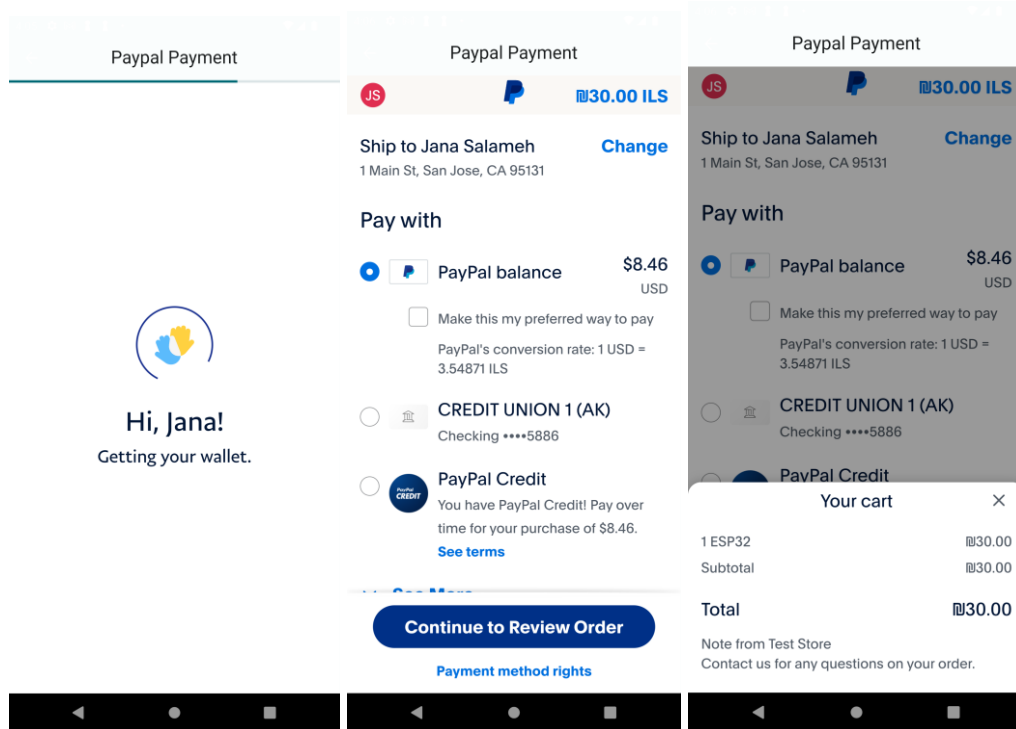 Paypal Payment
Hi, Jana!
Getting your wallet.
Paypal Payment
JS
₪30.00 ILS
Ship to Jana Salameh
Change
1 Main St, San Jose, CA 95131
Pay with
PayPal balance
$8.46
USD
Make this my preferred way to pay
PayPal's conversion rate: 1 USD =
3.54871 ILS
CREDIT UNION 1 (AK)
Checking ••••5886
PayPal Credit
PayPal
CREDIT
You have PayPal Credit! Pay over
time for your purchase of $8.46.
See terms
See More
Continue to Review Order
Payment method rights
Paypal Payment
JS
₪30.00 ILS
Ship to Jana Salameh
Change
1 Main St, San Jose, CA 95131
Pay with
PayPal balance
$8.46
USD
Make this my preferred way to pay
PayPal's conversion rate: 1 USD =
3.54871 ILS
CREDIT UNION 1 (AK)
Checking ••••5886
PayPal Credit
Your cart
1 ESP32
₪30.00
Subtotal
₪30.00
Total
₪30.00
Note from Test Store
Contact us for any questions on your order.